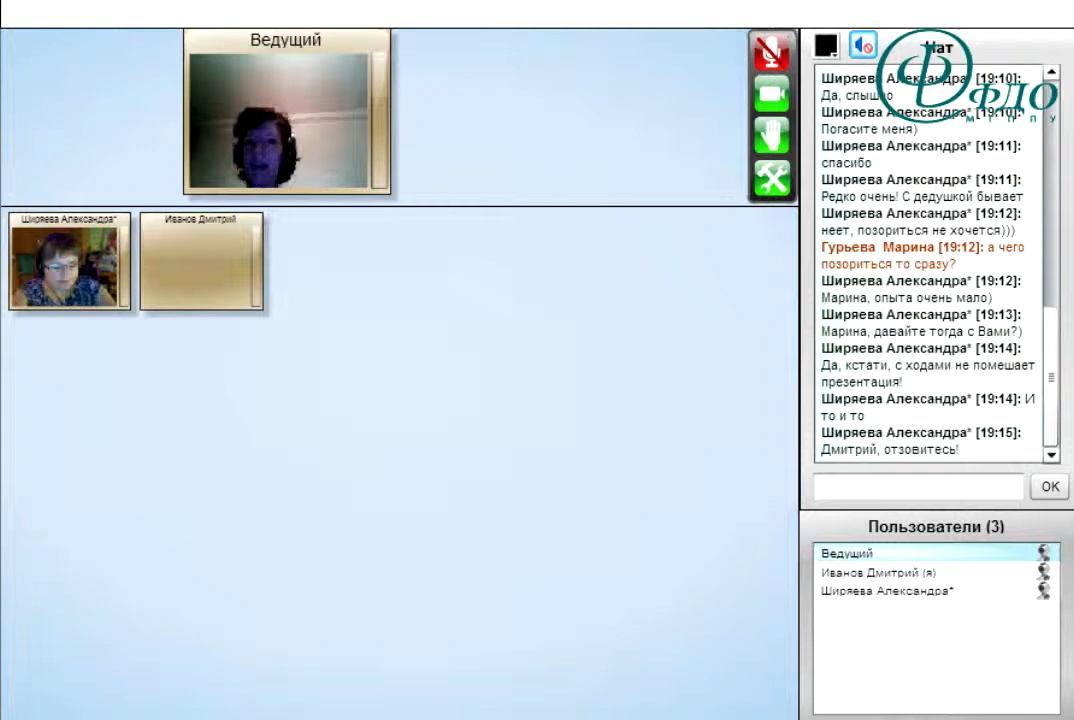 Ведущий
Ширяева Александра*
Иванов Дмитрий
Чат
ФДО
МГППУ
Ширяева Александра* [19:10]:
Да, слышно
Ширяева Александра* [19:10]:
Погасите меня)
Ширяева Александра* [19:11]:
спасибо
Ширяева Александра* [19:11]:
Редко очень! С дедушкой бывает
Ширяева Александра* [19:12]:
неет, позориться не хочется)))
Гурьева Марина [19:12]: а чего
позориться то сразу?
Ширяева Александра* [19:12]:
Марина, опыта очень мало)
Ширяева Александра* [19:13]:
Марина, давайте тогда с Вами?)
Ширяева Александра* [19:14]:
Да, кстати, с ходами не помешает
презентация!
Ширяева Александра* [19:14]: И
то и то
Ширяева Александра* [19:15]:
Дмитрий, отзовитесь!
OK
Пользователи (3)
Ведущий
Иванов Дмитрий (я)
Ширяева Александра*